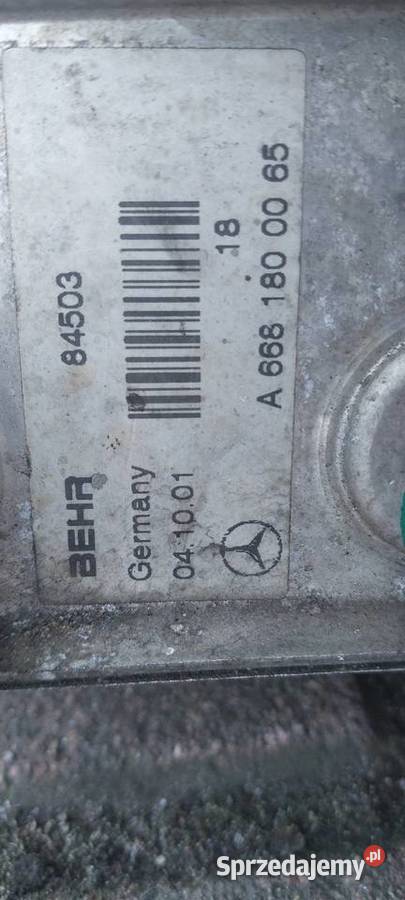 BEHR 84503
Germany
04.10.01
18
A 668 180 00 65
Sprzedajemy.pl